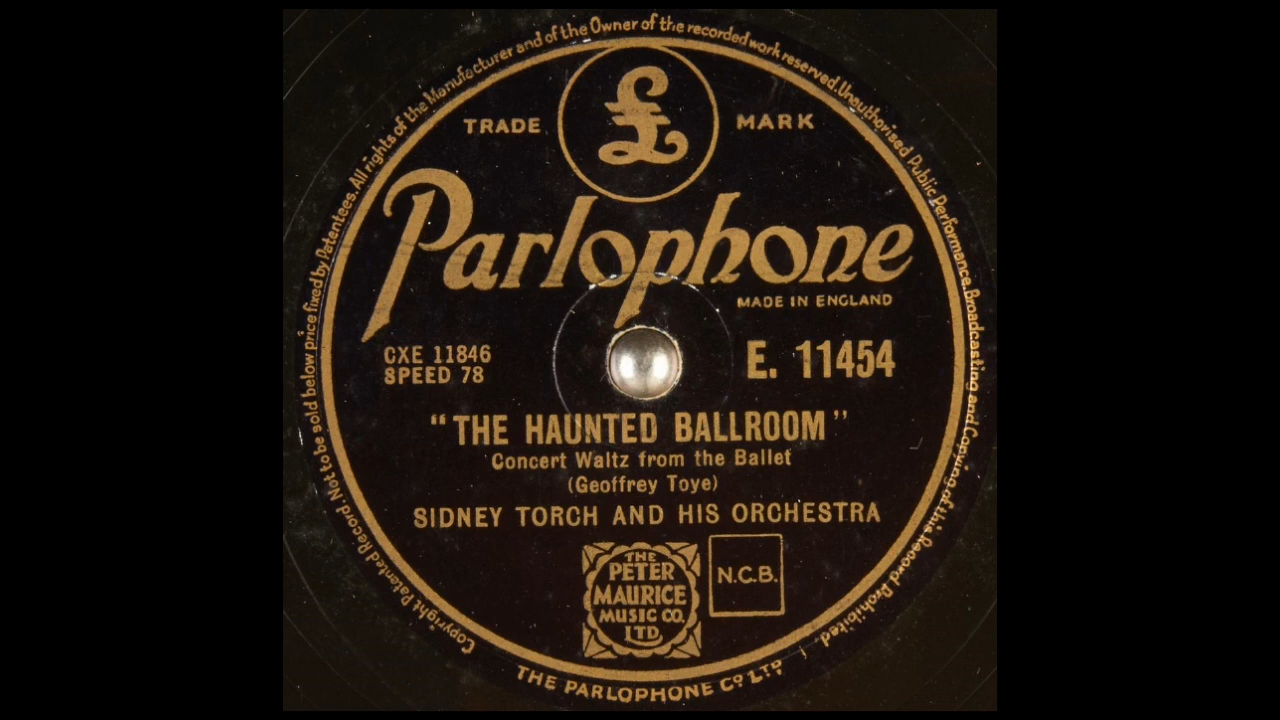 Copyright. Patented Record. Not to be sold below price fixed by Patentees. All rights of the Manufacturer and of the Owner of the recorded work reserved. Unauthorised Public Performance. Broadcasting and Copying of this Record Prohibited.
£
TRADE MARK
Parlophone
MADE IN ENGLAND
CXE 11846
SPEED 78
E. 11454
"THE HAUNTED BALLROOM"
Concert Waltz from the Ballet
(Geoffrey Toye)
SIDNEY TORCH AND HIS ORCHESTRA
THE
PETER
MAURICE
MUSIC CO.
LTD.
N.C.B.
THE PARLOPHONE Co LTD